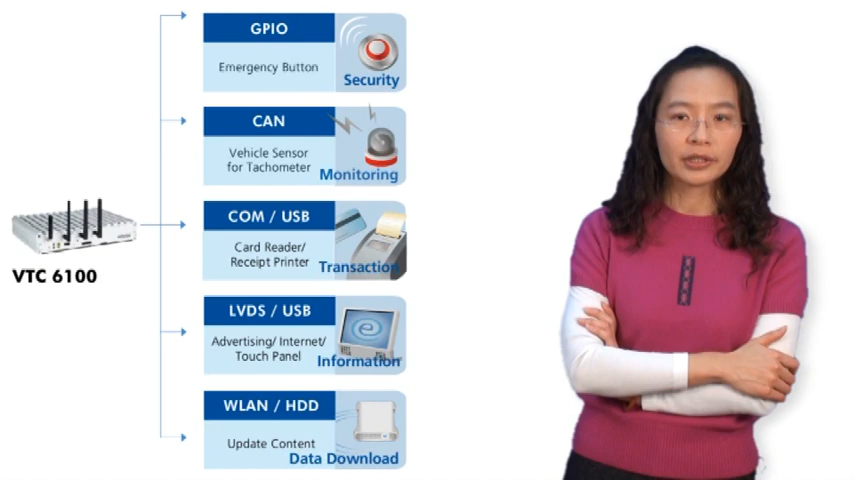 GPIO
Emergency Button
Security
CAN
Vehicle Sensor
for Tachometer
Monitoring
VTC 6100
COM / USB
Card Reader/
Receipt Printer
Transaction
LVDS / USB
Advertising/ Internet/
Touch Panel
Information
WLAN / HDD
Update Content
Data Download